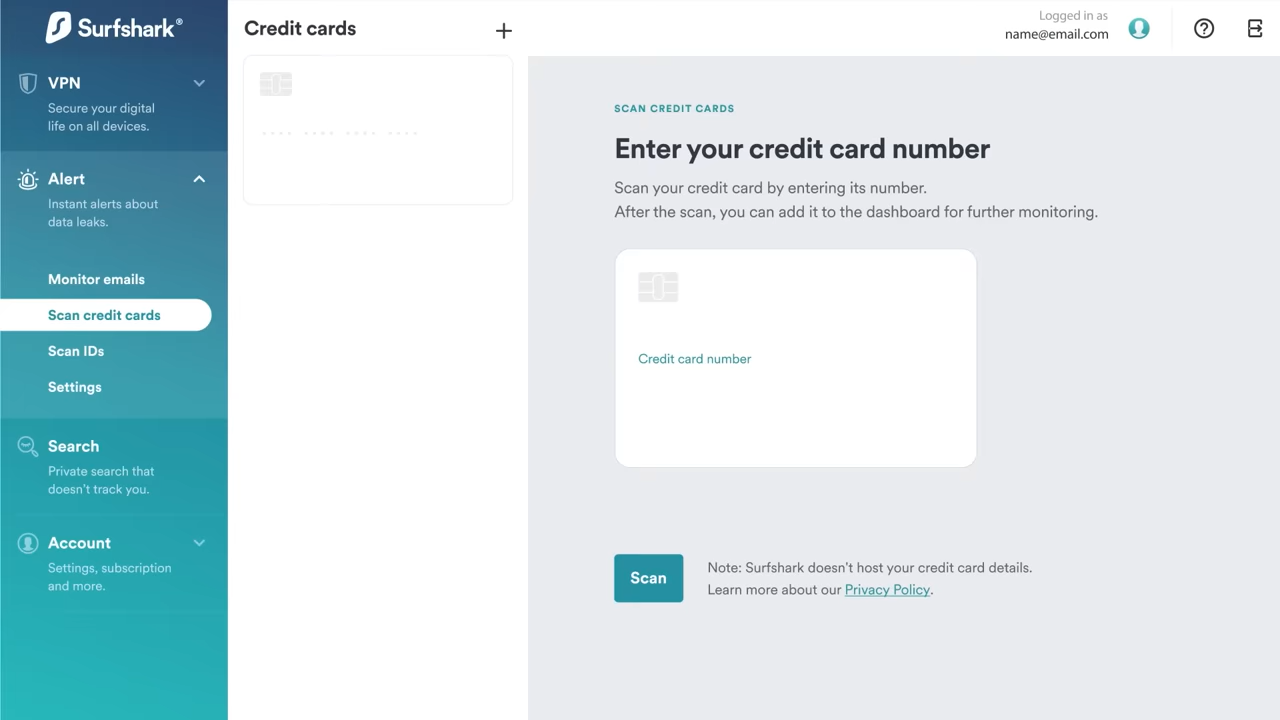 Surfshark®
VPN
Secure your digital
life on all devices.
Alert
Instant alerts about
data leaks.
Monitor emails
Scan credit cards
Scan IDs
Settings
Search
Private search that
doesn't track you.
Account
Settings, subscription
and more.
Credit cards
Logged in as
name@email.com
SCAN CREDIT CARDS
Enter your credit card number
Scan your credit card by entering its number.
After the scan, you can add it to the dashboard for further monitoring.
Credit card number
Scan
Note: Surfshark doesn't host your credit card details.
Learn more about our Privacy Policy.